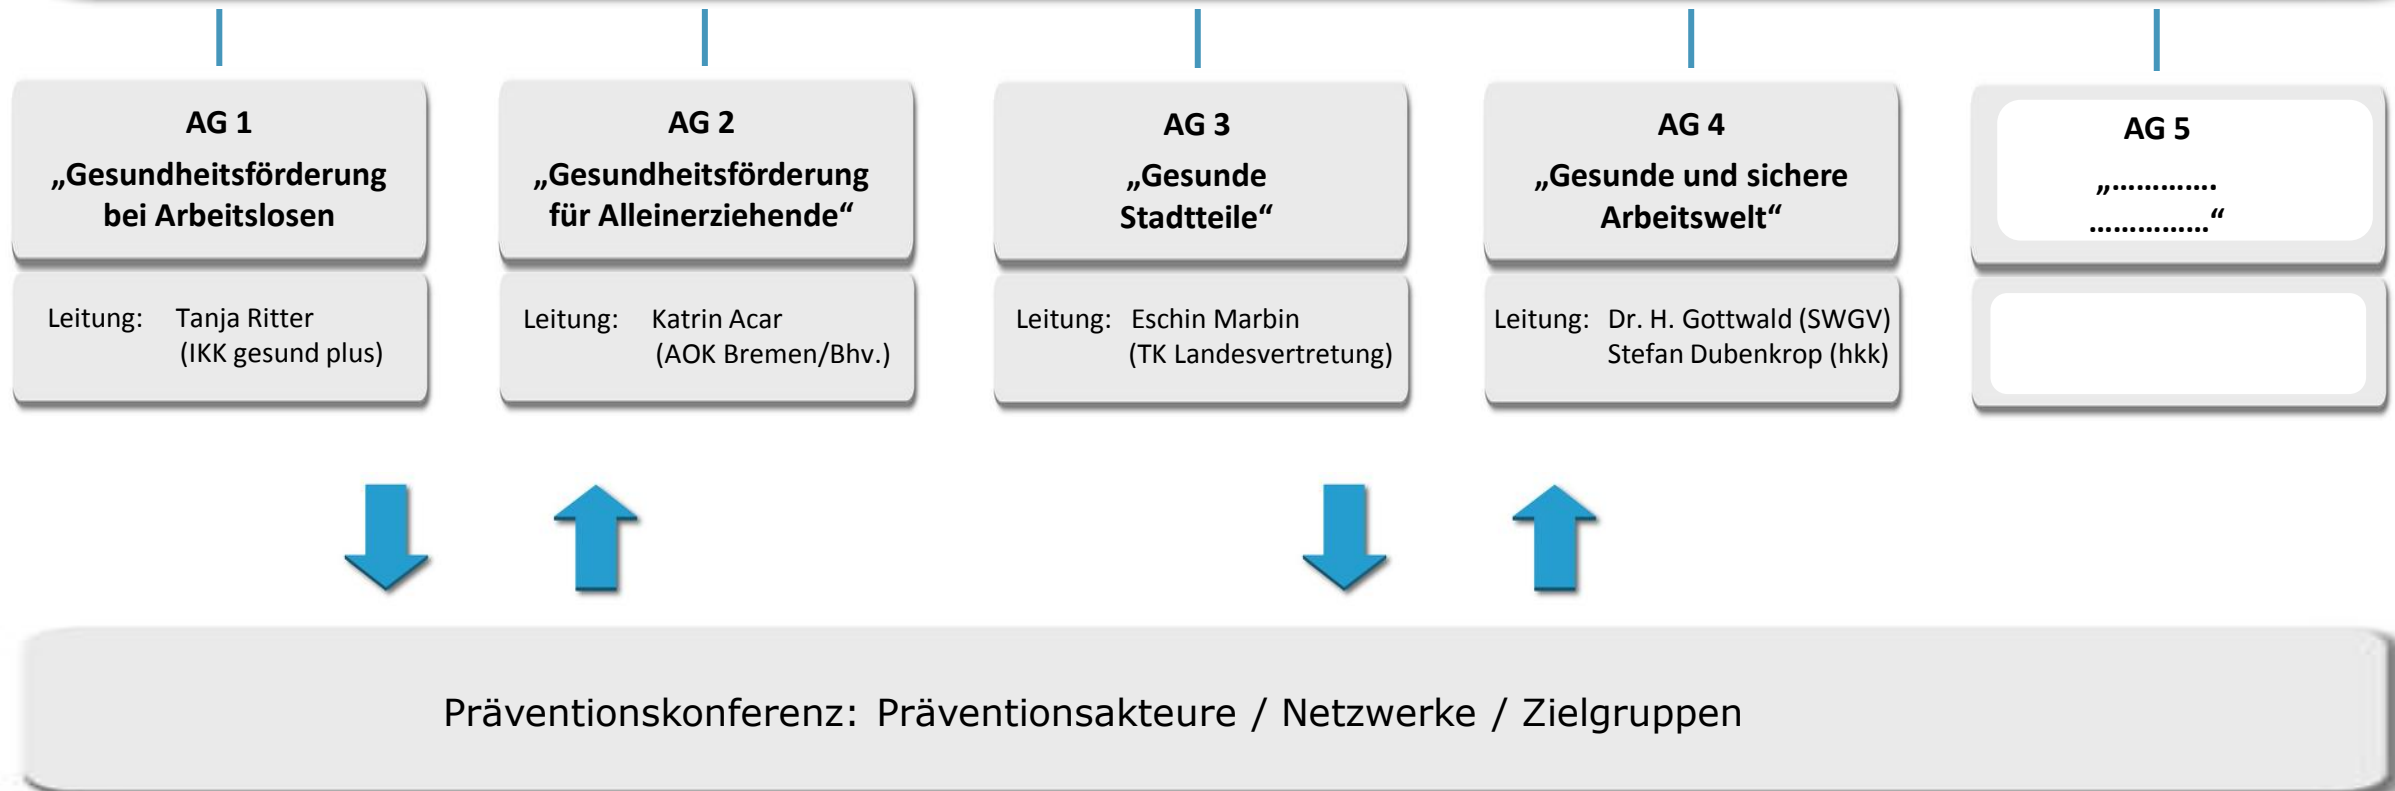 AG 1
„Gesundheitsförderung
bei Arbeitslosen
Leitung: Tanja Ritter
(IKK gesund plus)
AG 2
„Gesundheitsförderung
für Alleinerziehende“
Leitung: Katrin Acar
(AOK Bremen/Bhv.)
AG 3
„Gesunde
Stadtteile“
Leitung: Eschin Marbin
(TK Landesvertretung)
AG 4
„Gesunde und sichere
Arbeitswelt“
Leitung: Dr. H. Gottwald (SWGV)
Stefan Dubenkrop (hkk)
AG 5
„………….
……………“
Präventionskonferenz: Präventionsakteure / Netzwerke / Zielgruppen